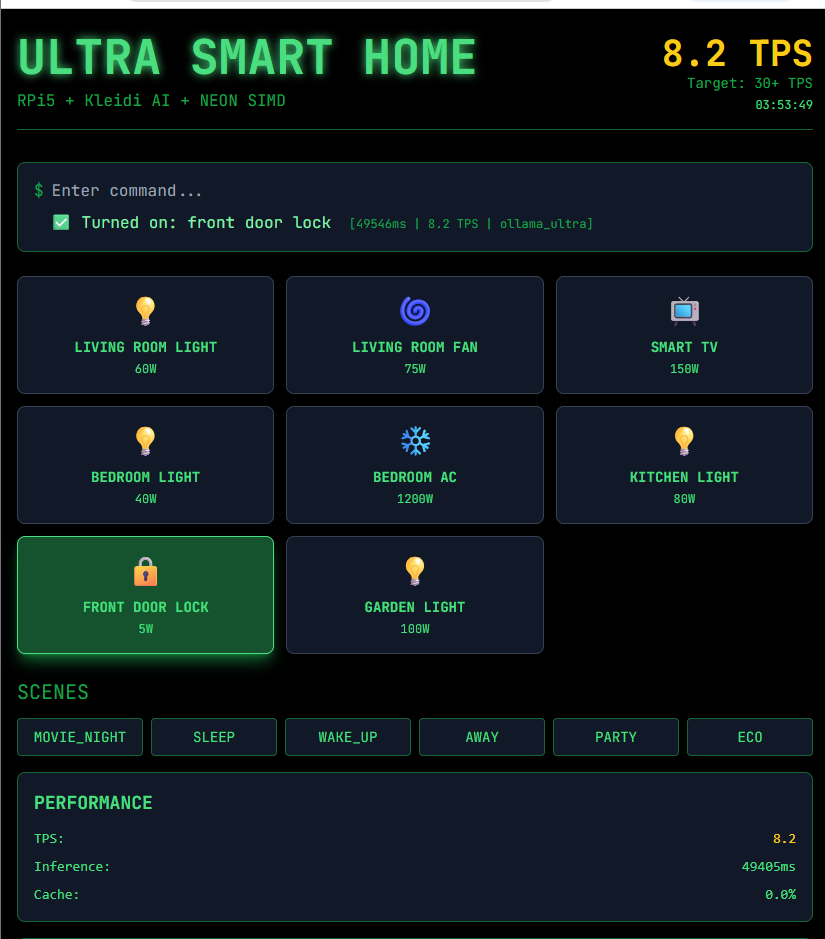 ULTRA SMART HOME
8.2 TPS
RPi5 + Kleidi AI + NEON SIMD
Target: 30+ TPS
03:53:49
$ Enter command...
✅ Turned on: front door lock [49546ms | 8.2 TPS | ollama_ultra]
LIVING ROOM LIGHT
60W
LIVING ROOM FAN
75W
SMART TV
150W
BEDROOM LIGHT
40W
BEDROOM AC
1200W
KITCHEN LIGHT
80W
FRONT DOOR LOCK
5W
GARDEN LIGHT
100W
SCENES
MOVIE_NIGHT
SLEEP
WAKE_UP
AWAY
PARTY
ECO
PERFORMANCE
TPS: 8.2
Inference: 49405ms
Cache: 0.0%